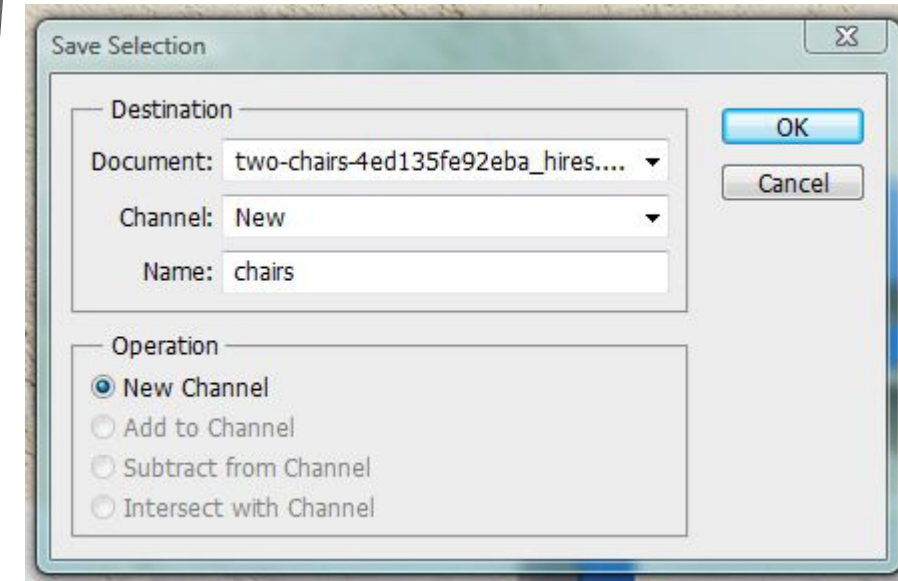 Save Selection
Destination
Document: two-chairs-4ed135fe92eba_hires....
Channel: New
Name: chairs
OK
Cancel
Operation
New Channel
Add to Channel
Subtract from Channel
Intersect with Channel